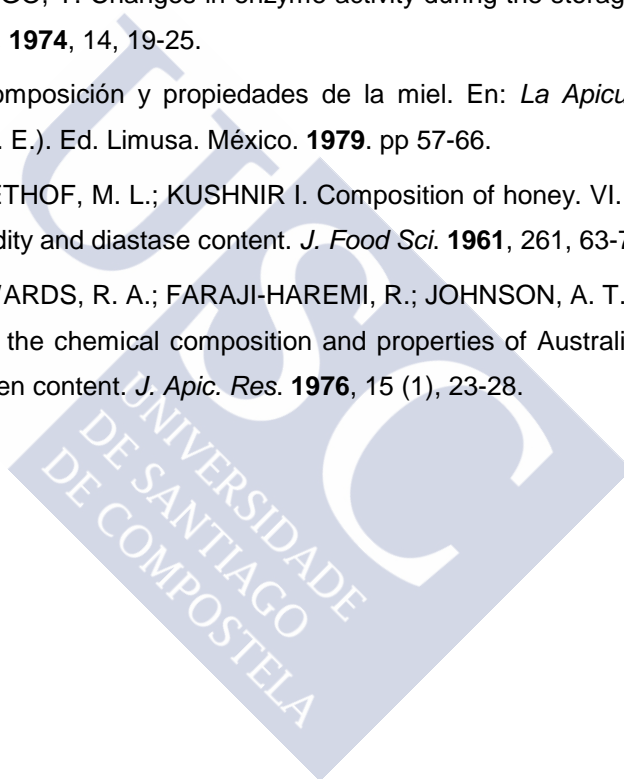 GO, T. Changes in enzyme activity during the storag
1974, 14, 19-25.
omposición y propiedades de la miel. En: La Apicu
. E.). Ed. Limusa. México. 1979. pp 57-66.
ETHOF, M. L.; KUSHNIR I. Composition of honey. VI.
dity and diastase content. J. Food Sci. 1961, 261, 63-7
VARDS, R. A.; FARAJI-HAREMI, R.; JOHNSON, A. T.
the chemical composition and properties of Australi
en content. J. Apic. Res. 1976, 15 (1), 23-28.
USC
UNIVERSIDADE
DE SANTIAGO
DE COMPOSTELA